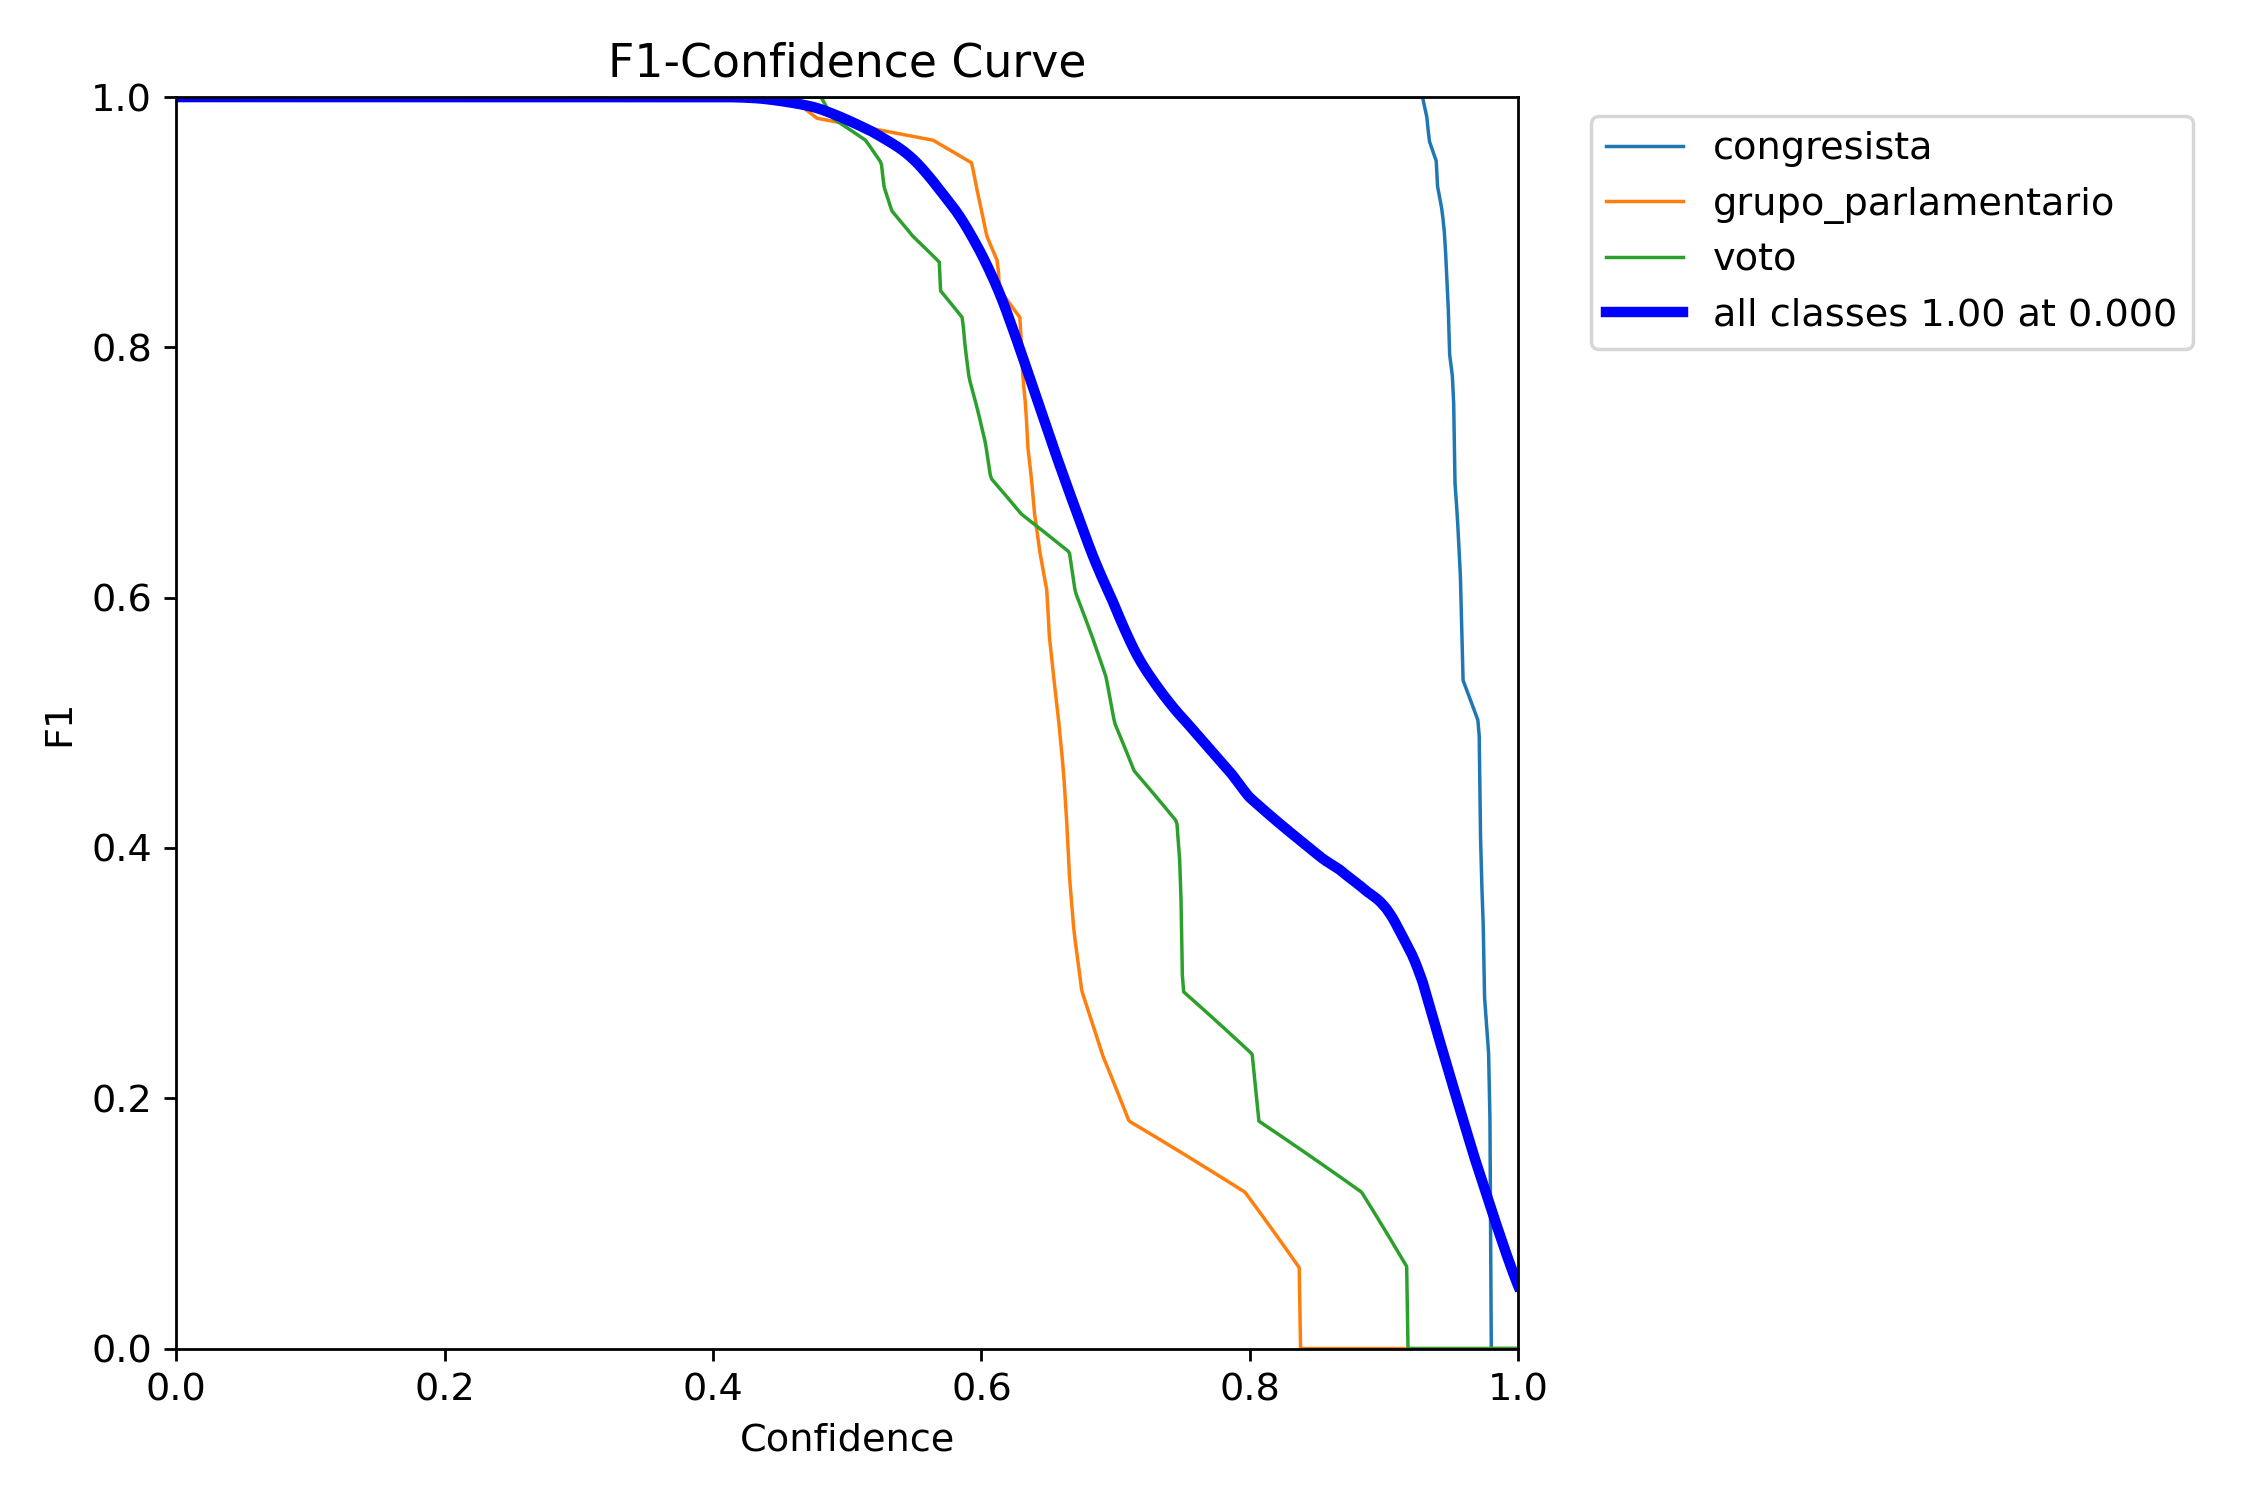 F1-Confidence Curve
1.0
0.8
0.6
0.4
0.2
0.0
F1
0.0 0.2 0.4 0.6 0.8 1.0
Confidence
congresista
grupo_parlamentario
voto
all classes 1.00 at 0.000